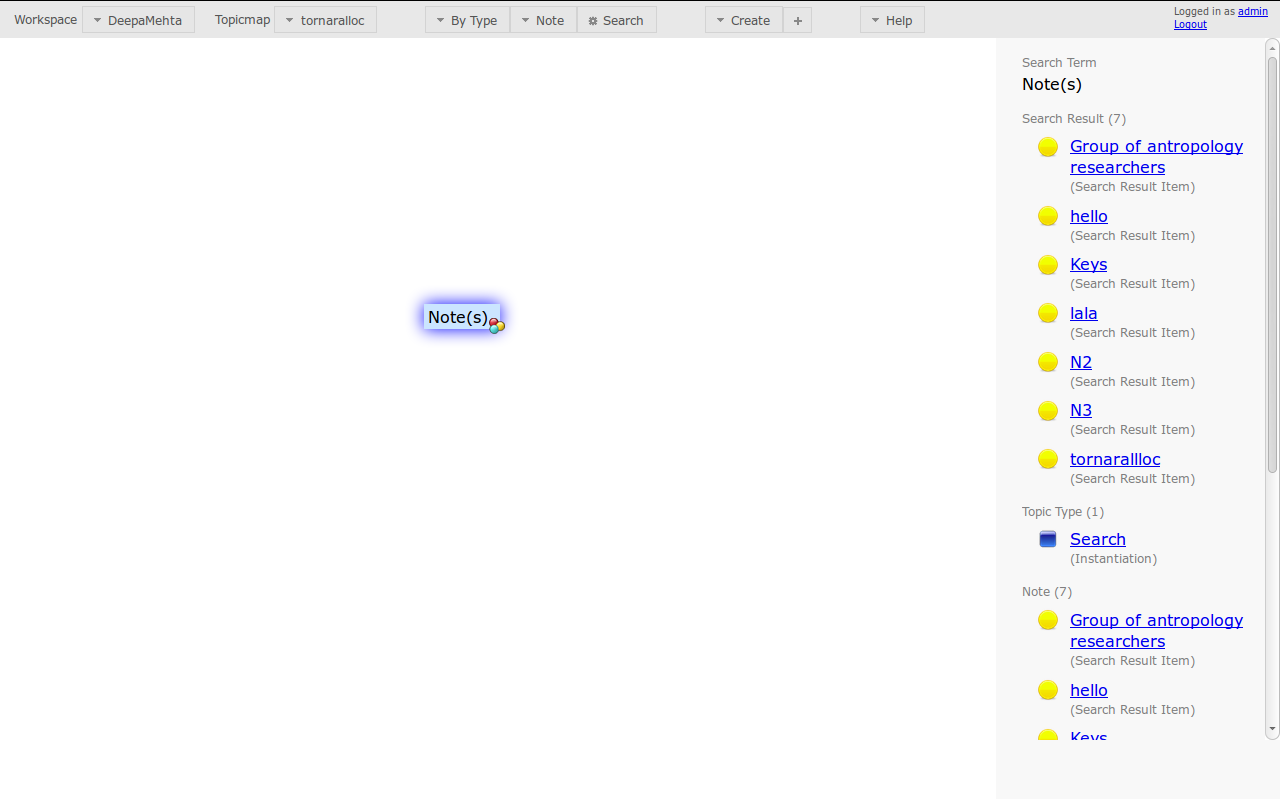 Workspace DeepaMehta Topicmap tornaralloc By Type Note Search Create + Help Logged in as admin
Logout
Note(s)
Search Term
Note(s)
Search Result (7)
Group of antropology
researchers
(Search Result Item)
hello
(Search Result Item)
Keys
(Search Result Item)
lala
(Search Result Item)
N2
(Search Result Item)
N3
(Search Result Item)
tornarallloc
(Search Result Item)
Topic Type (1)
Search
(Instantiation)
Note (7)
Group of antropology
researchers
(Search Result Item)
hello
(Search Result Item)
Keys